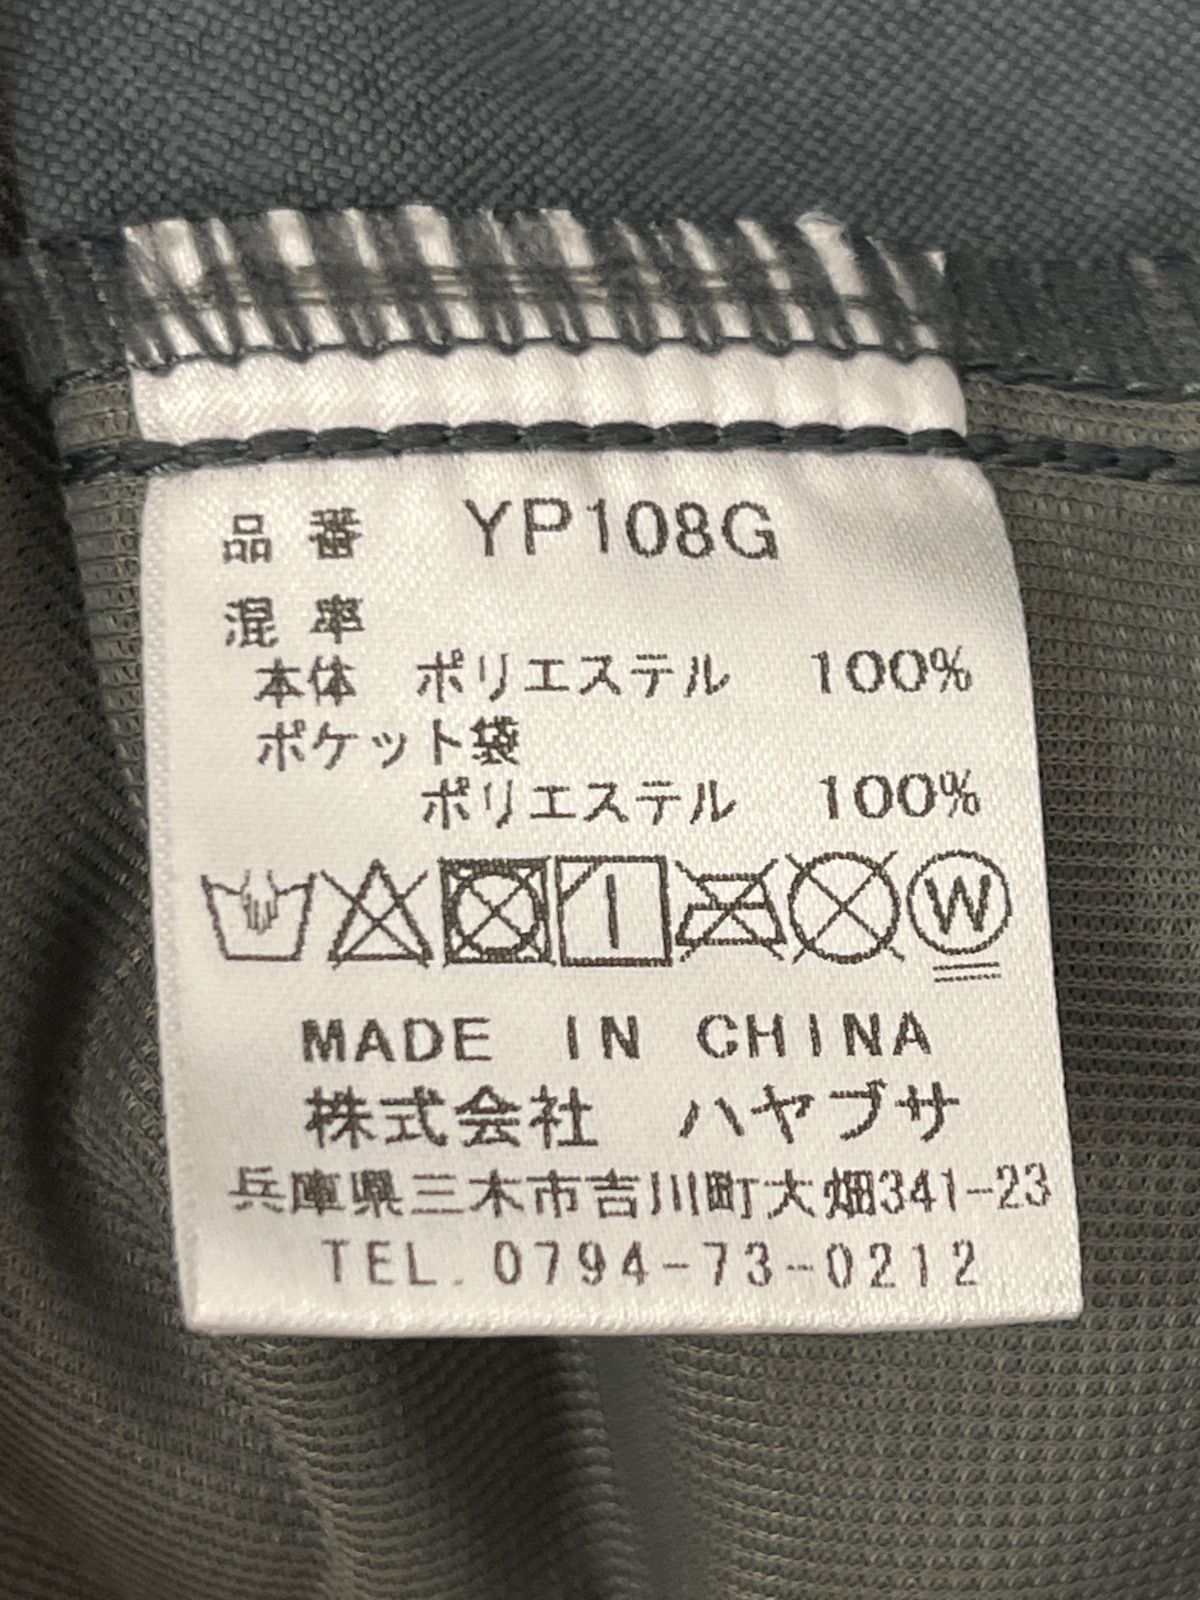 品番 YP108G
混率
本体 ポリエステル 100%
ポケット袋
ポリエステル 100%
W
MADE IN CHINA
株式会社 ハヤブサ
兵庫県三木市吉川町大畑341-23
TEL. 0794-73-0212